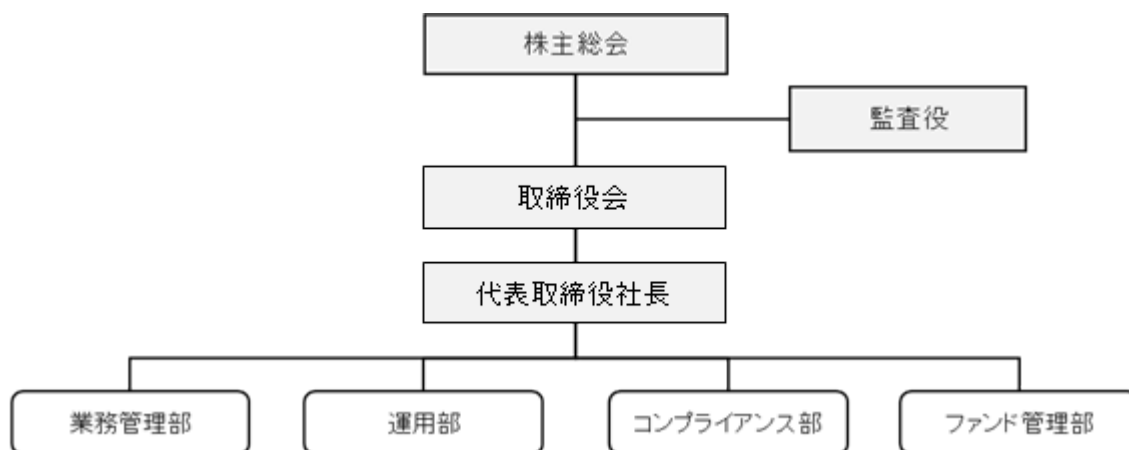 株主総会
監査役
取締役会
代表取締役社長
業務管理部
運用部
コンプライアンス部
ファンド管理部